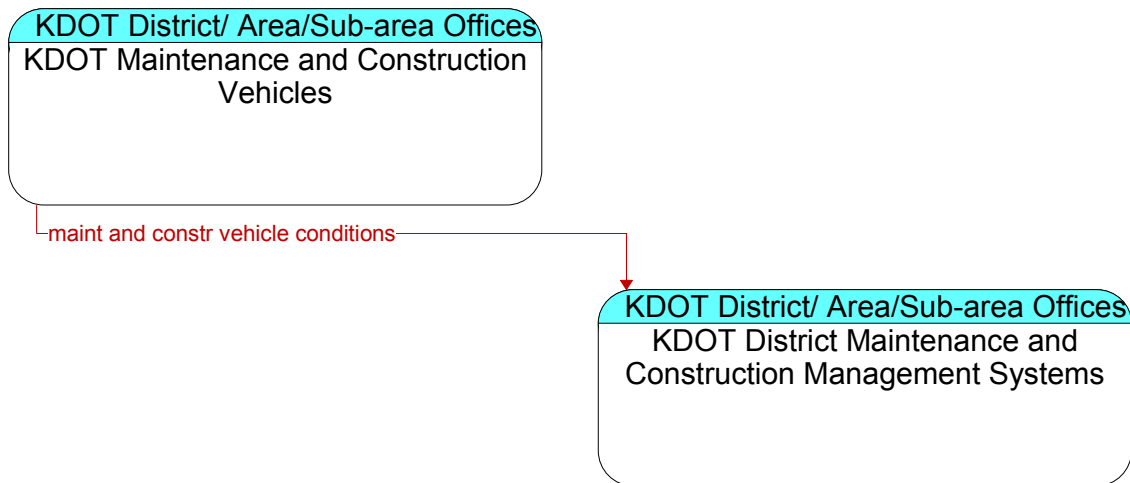 KDOT District/ Area/Sub-area Offices
KDOT Maintenance and Construction
Vehicles
maint and constr vehicle conditions
KDOT District/ Area/Sub-area Offices
KDOT District Maintenance and
Construction Management Systems